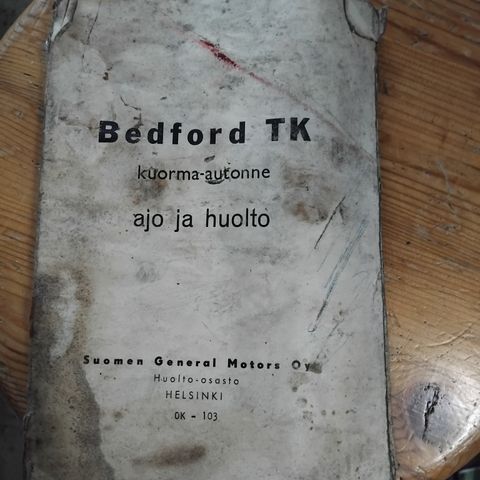 Bedford TK
kuorma-autonne
ajo ja huolto
Suomen General Motors Oy
Huolto-osasto
HELSINKI
OK - 103